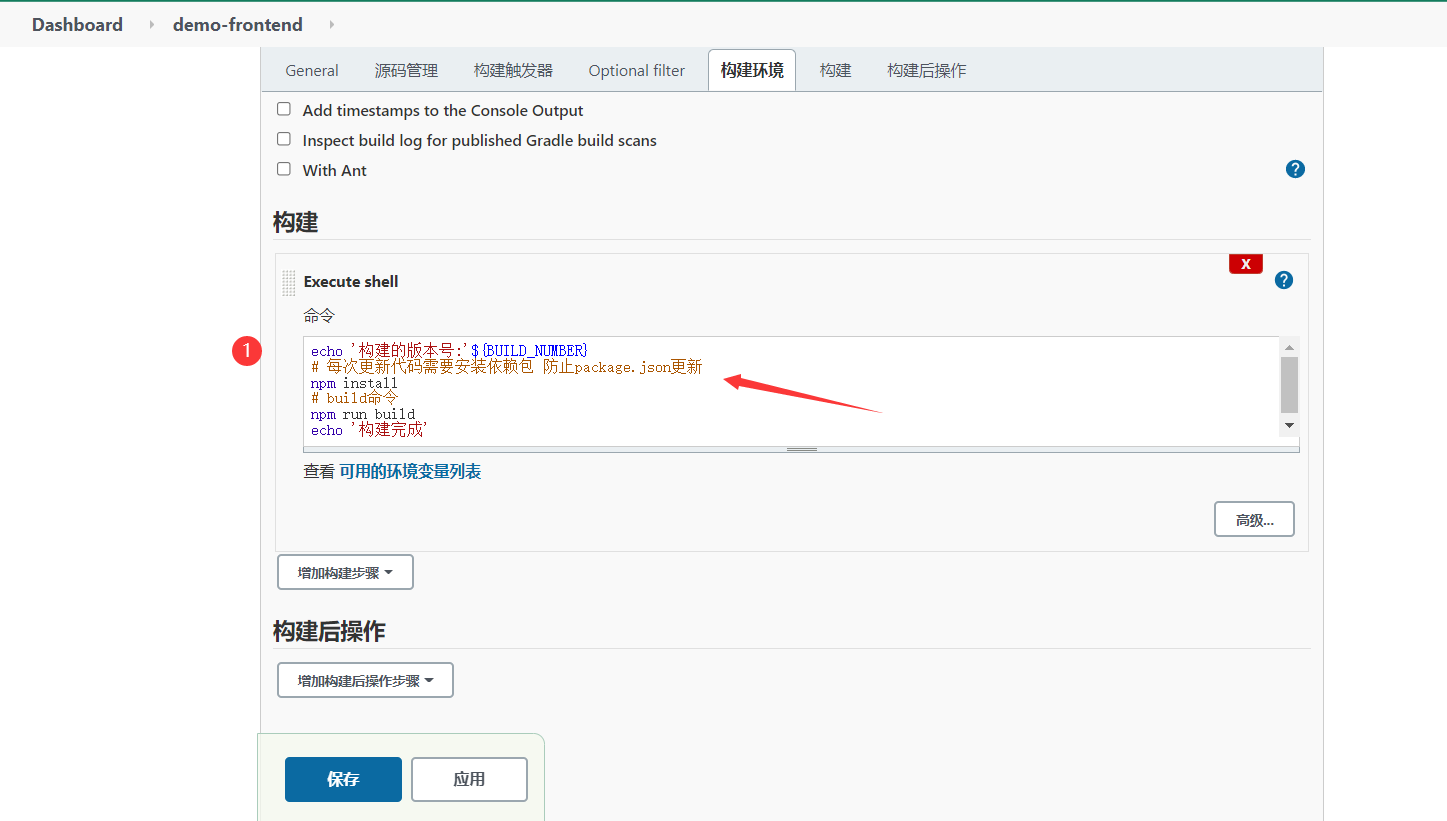 Dashboard demo-frontend
General 源码管理 构建触发器 Optional filter 构建环境 构建 构建后操作
Add timestamps to the Console Output
Inspect build log for published Gradle build scans
With Ant
?
构建
X
Execute shell
?
命令
1
echo '构建的版本号:'${BUILD_NUMBER}
# 每次更新代码需要安装依赖包 防止package.json更新
npm install
# build命令
npm run build
echo '构建完成'
查看 可用的环境变量列表
高级...
增加构建步骤
构建后操作
增加构建后操作步骤
保存 应用